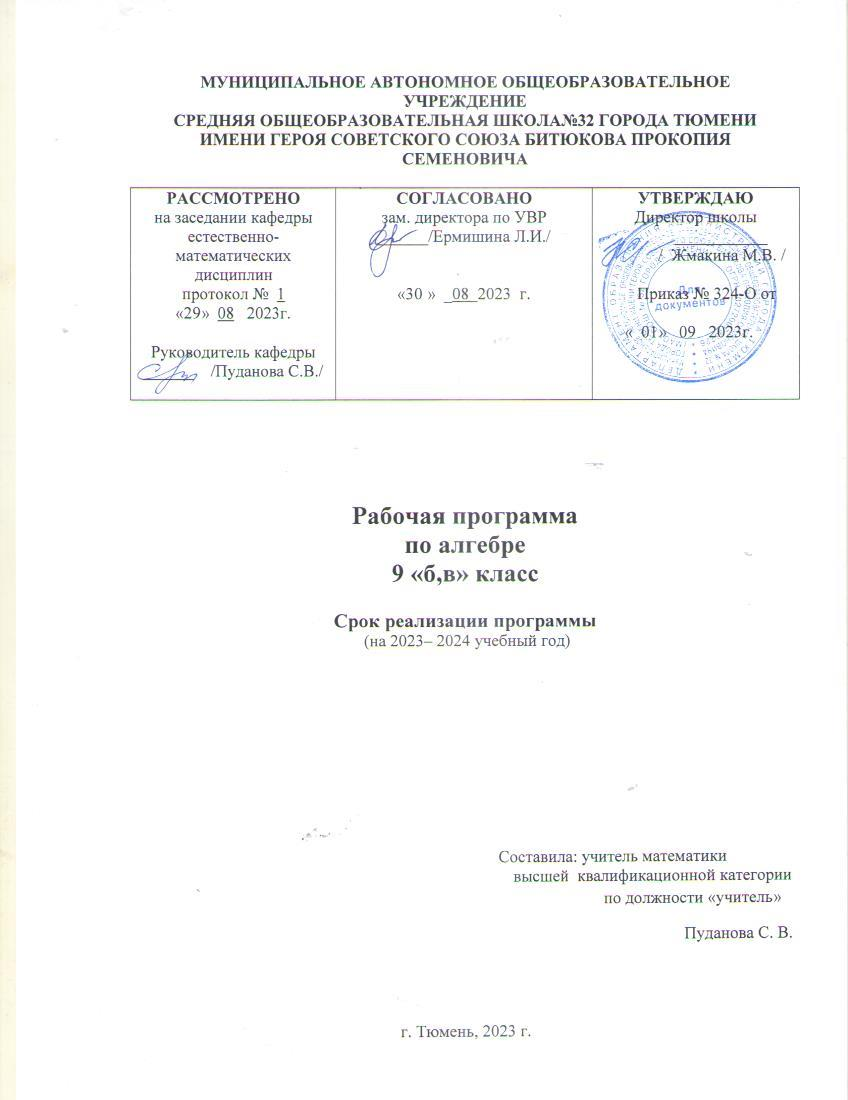 МУНИЦИПАЛЬНОЕ АВТОНОМНОЕ ОБЩЕОБРАЗОВАТЕЛЬНОЕ
УЧРЕЖДЕНИЕ
СРЕДНЯЯ ОБЩЕОБРАЗОВАТЕЛЬНАЯ ШКОЛА№32 ГОРОДА ТЮМЕНИ
ИМЕНИ ГЕРОЯ СОВЕТСКОГО СОЮЗА БИТЮКОВА ПРОКОПИЯ
СЕМЕНОВИЧА
РАССМОТРЕНО
на заседании кафедры
естественно-
математических
дисциплин
протокол № 1
«29» 08 2023г.
Руководитель кафедры
/Пуданова С.В./
СОГЛАСОВАНО
зам. директора по УВР
/Ермишина Л.И./
«30 » _08_2023 г.
УТВЕРЖДАЮ
Директор школы
/ Жмакина М.В. /
Приказ № 324-О от
« 01» 09 2023г.
Для
документов
Рабочая программа
по алгебре
9 «б,в» класс
Срок реализации программы
(на 2023– 2024 учебный год)
Составила: учитель математики
высшей квалификационной категории
по должности «учитель»
Пуданова С. В.
г. Тюмень, 2023 г.